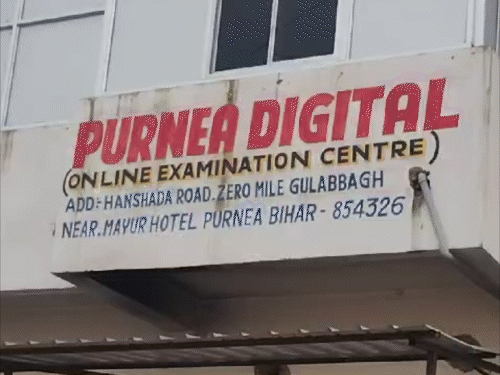 PURNEA DIGITAL
(ONLINE EXAMINATION CENTRE)
ADD:- HANSHADA ROAD. ZERO MILE GULABBAGH
NEAR. MAYUR HOTEL PURNEA BIHAR - 854326